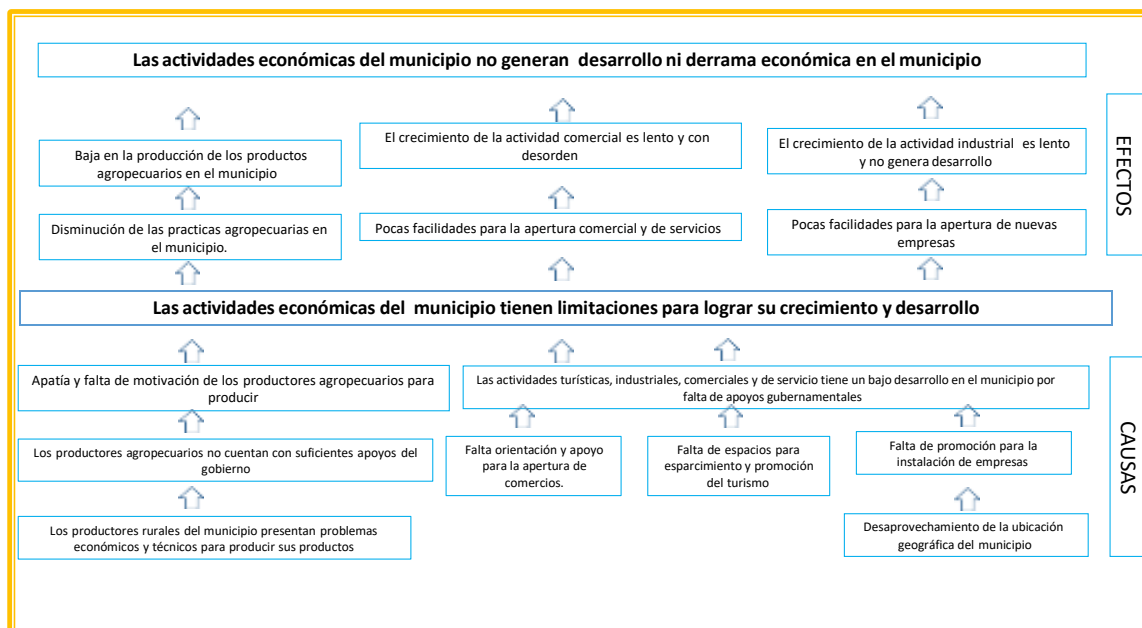 Las actividades económicas del municipio no generan  desarrollo ni derrama económica en el municipio
EFECTOS
Baja en la producción de los productos
agropecuarios en el municipio
El crecimiento de la actividad comercial es lento y con
desorden
El crecimiento de la actividad industrial  es lento
y no genera desarrollo
Disminución de las practicas agropecuarias en
el municipio.
Pocas facilidades para la apertura comercial y de servicios
Pocas facilidades para la apertura de nuevas
empresas
Las actividades económicas del  municipio tienen limitaciones para lograr su crecimiento y desarrollo
CAUSAS
Apatía y falta de motivación de los productores agropecuarios para
producir
Las actividades turísticas, industriales, comerciales y de servicio tiene un bajo desarrollo en el municipio por
falta de apoyos gubernamentales
Los productores agropecuarios no cuentan con suficientes apoyos del
gobierno
Falta orientación y apoyo
para la apertura de
comercios.
Falta de espacios para
esparcimiento y promoción
del turismo
Falta de promoción para la
instalación de empresas
Los productores rurales del municipio presentan problemas
económicos y técnicos para producir sus productos
Desaprovechamiento de la ubicación
geográfica del municipio